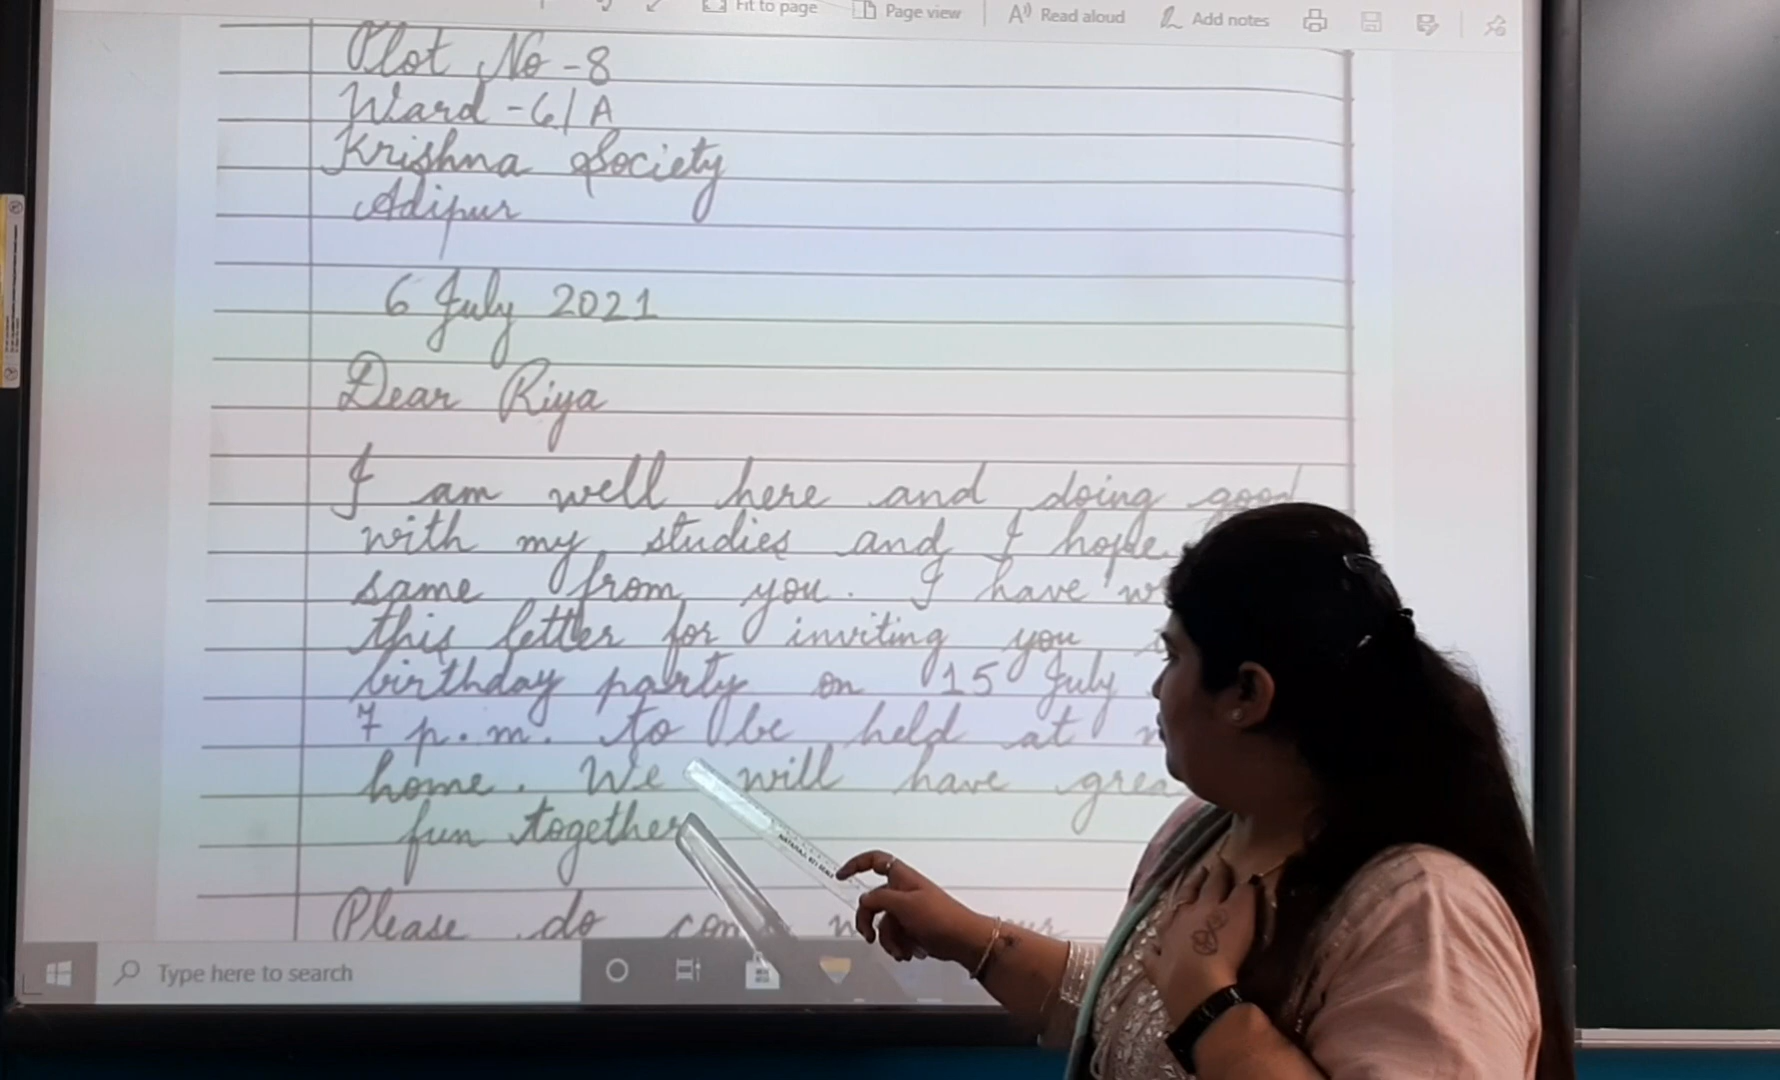 Fit to page Page view Read aloud Add notes
Plot No-8
Ward-6/A
Krishna Society
Adipur
6 July 2021
Dear Riya
I am well here and doing good
with my studies and I hope
same from you. I have
this letter for inviting you
birthday party on 15 July
7 p.m. to be held at
home. We will have
fun together
Please do
Type here to search